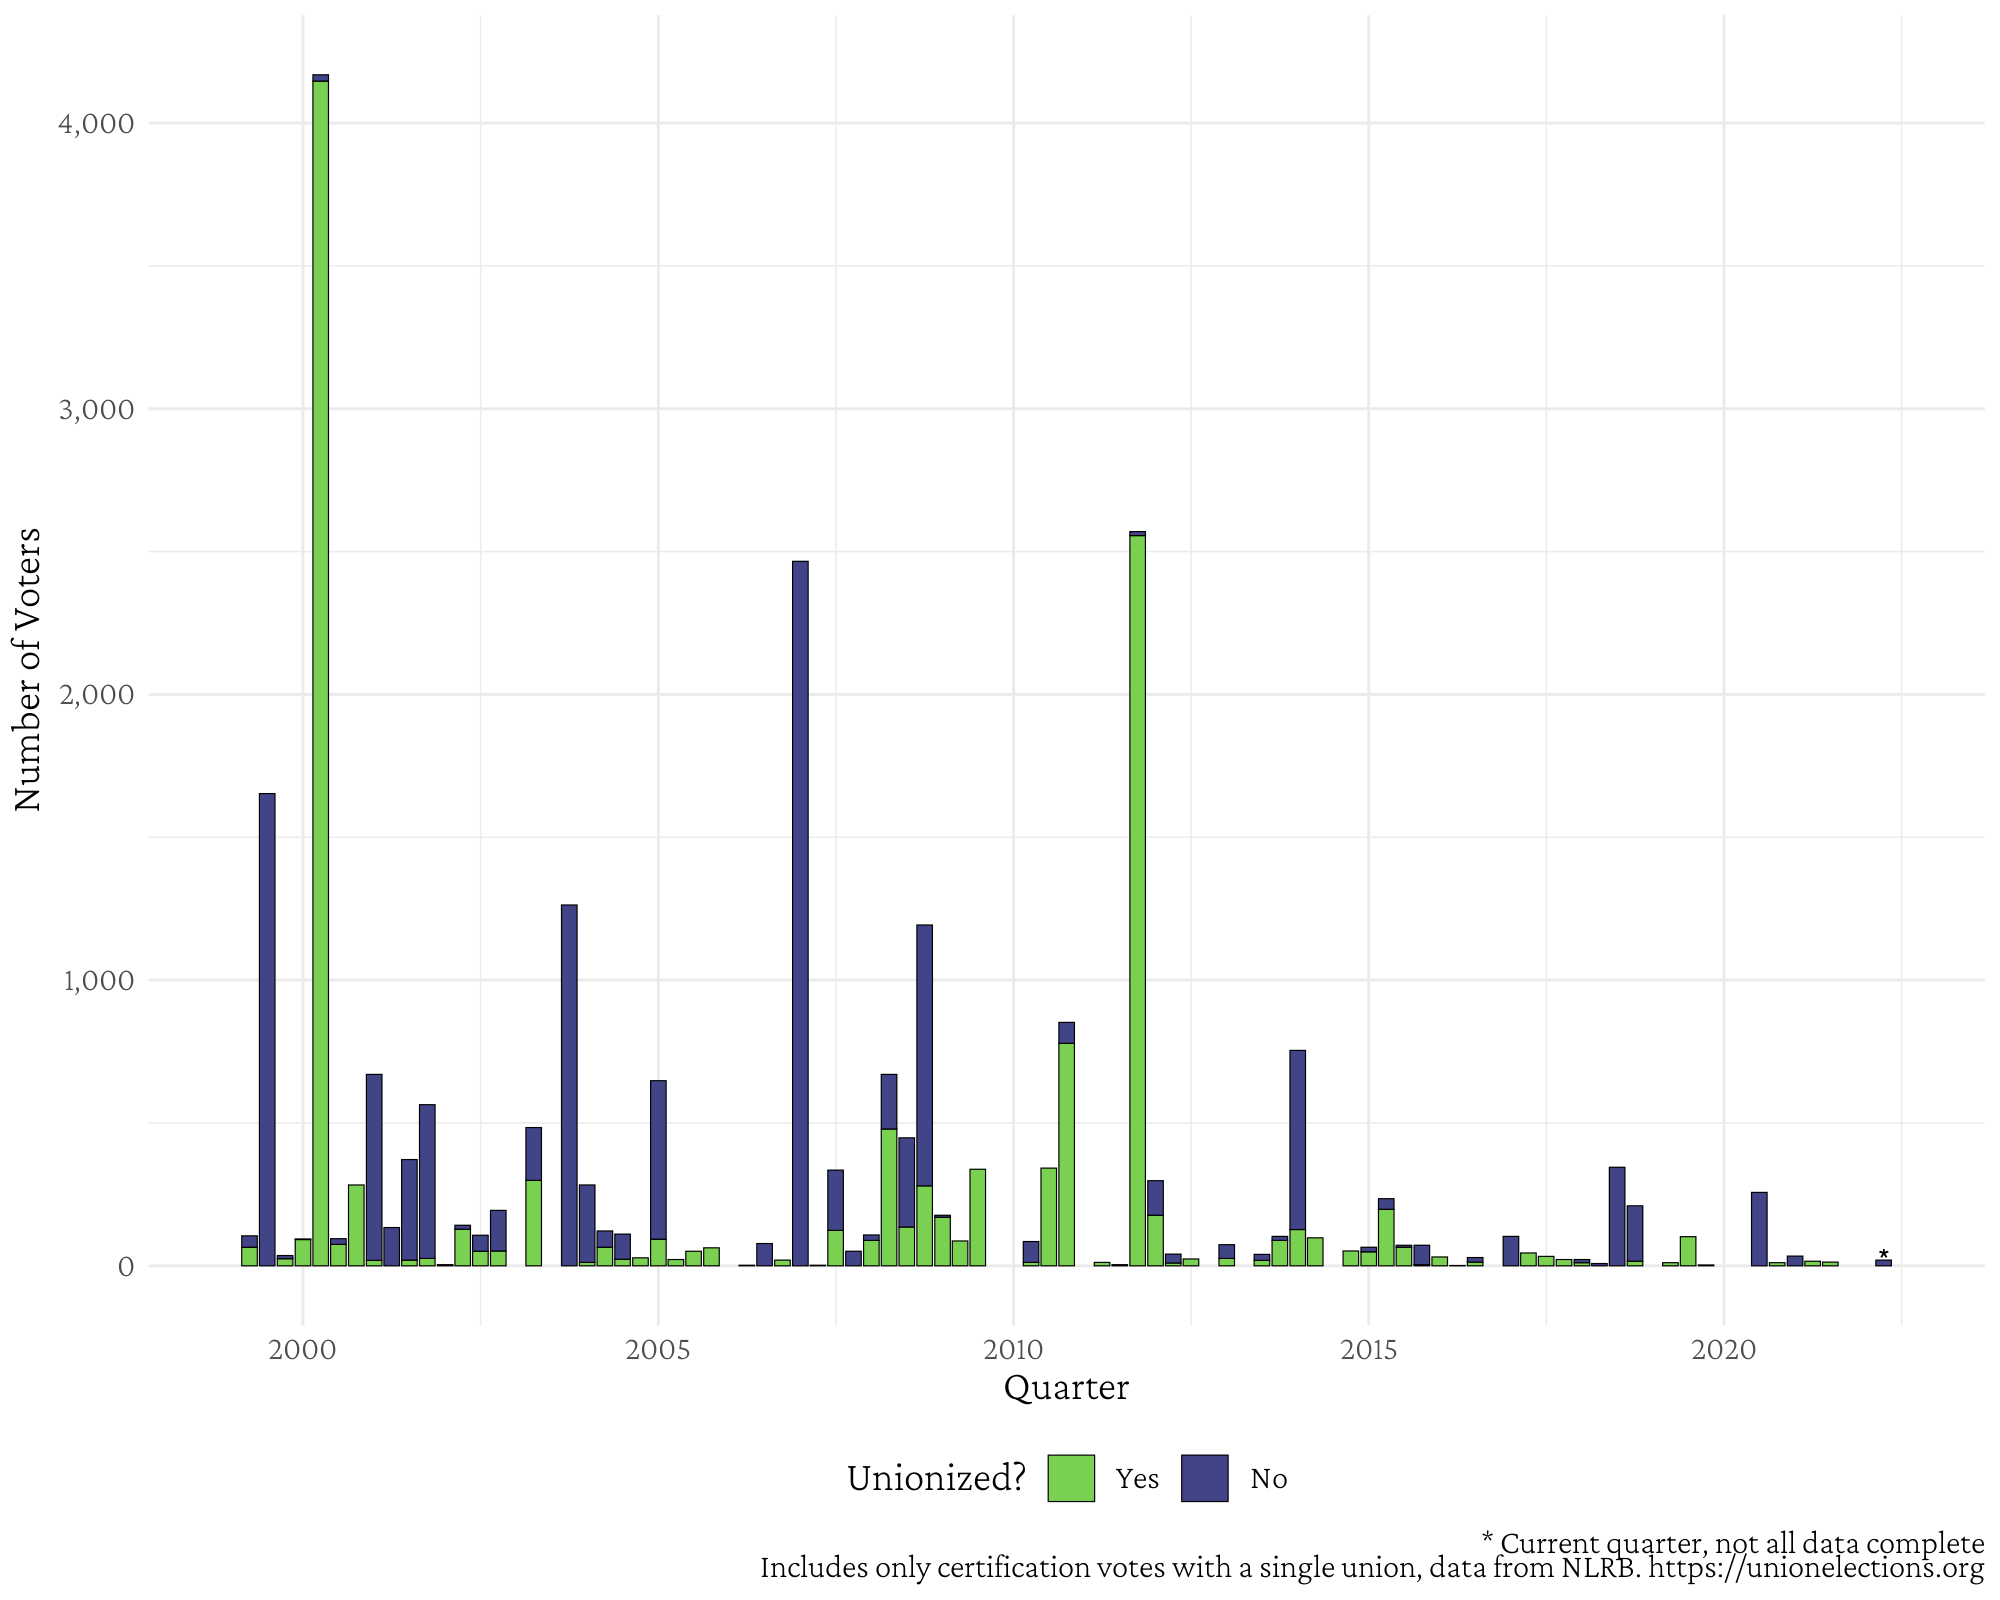 4,000
3,000
2,000
1,000
0
Number of Voters
*
2000 2005 2010 2015 2020
Quarter
Unionized? Yes No
* Current quarter, not all data complete
Includes only certification votes with a single union, data from NLRB. https://unionelections.org